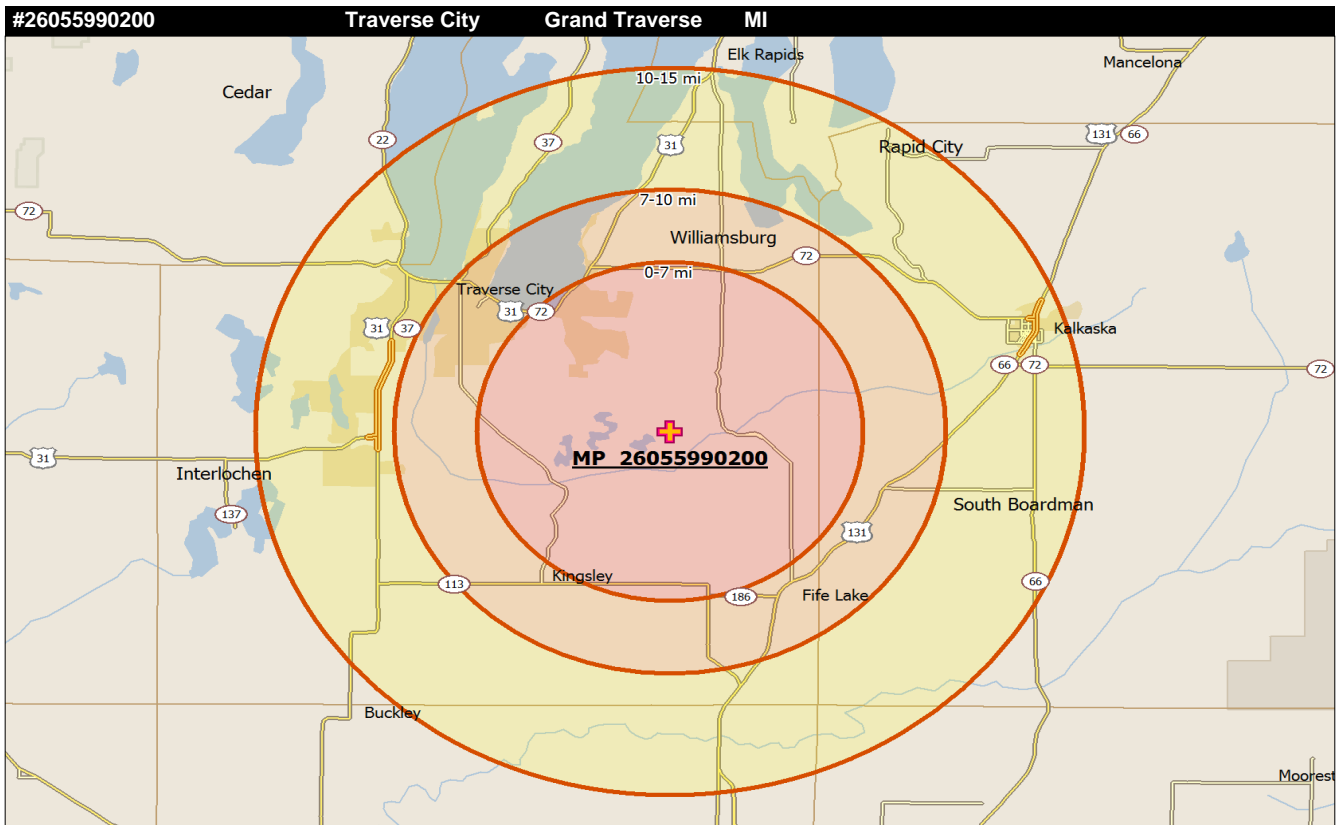 #26055990200 Traverse City Grand Traverse MI
Elk Rapids
Mancelona
10-15 mi
Cedar
131 66
22
37
31
Rapid City
7-10 mi
72
Williamsburg
72
0-7 mi
Traverse City
31 72
31 37
Kalkaska
66 72
72
MP 26055990200
31
Interlochen
South Boardman
137
131
Kingsley
113
66
186
Fife Lake
Buckley
Moorest